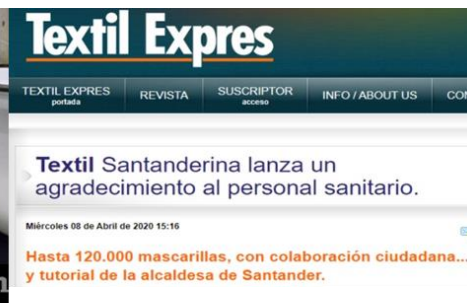 Textil Expres
TEXTIL EXPRES
portada
REVISTA
SUSCRIPTOR
acceso
INFO / ABOUT US
Textil Santanderina lanza un
agradecimiento al personal sanitario.
Miércoles 08 de Abril de 2020 15:16
Hasta 120.000 mascarillas, con colaboración ciudadana...
y tutorial de la alcaldesa de Santander.